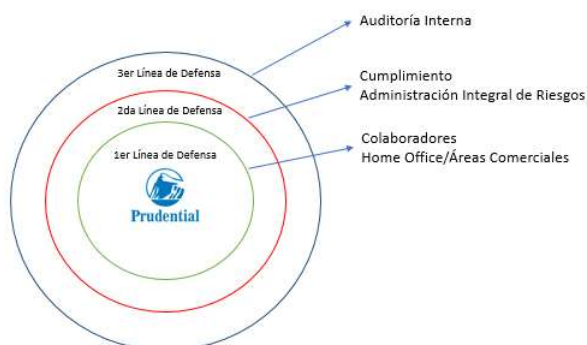 Auditoría Interna
3er Línea de Defensa
Cumplimiento
Administración Integral de Riesgos
2da Línea de Defensa
Colaboradores
Home Office/Áreas Comerciales
1er Línea de Defensa
Prudential